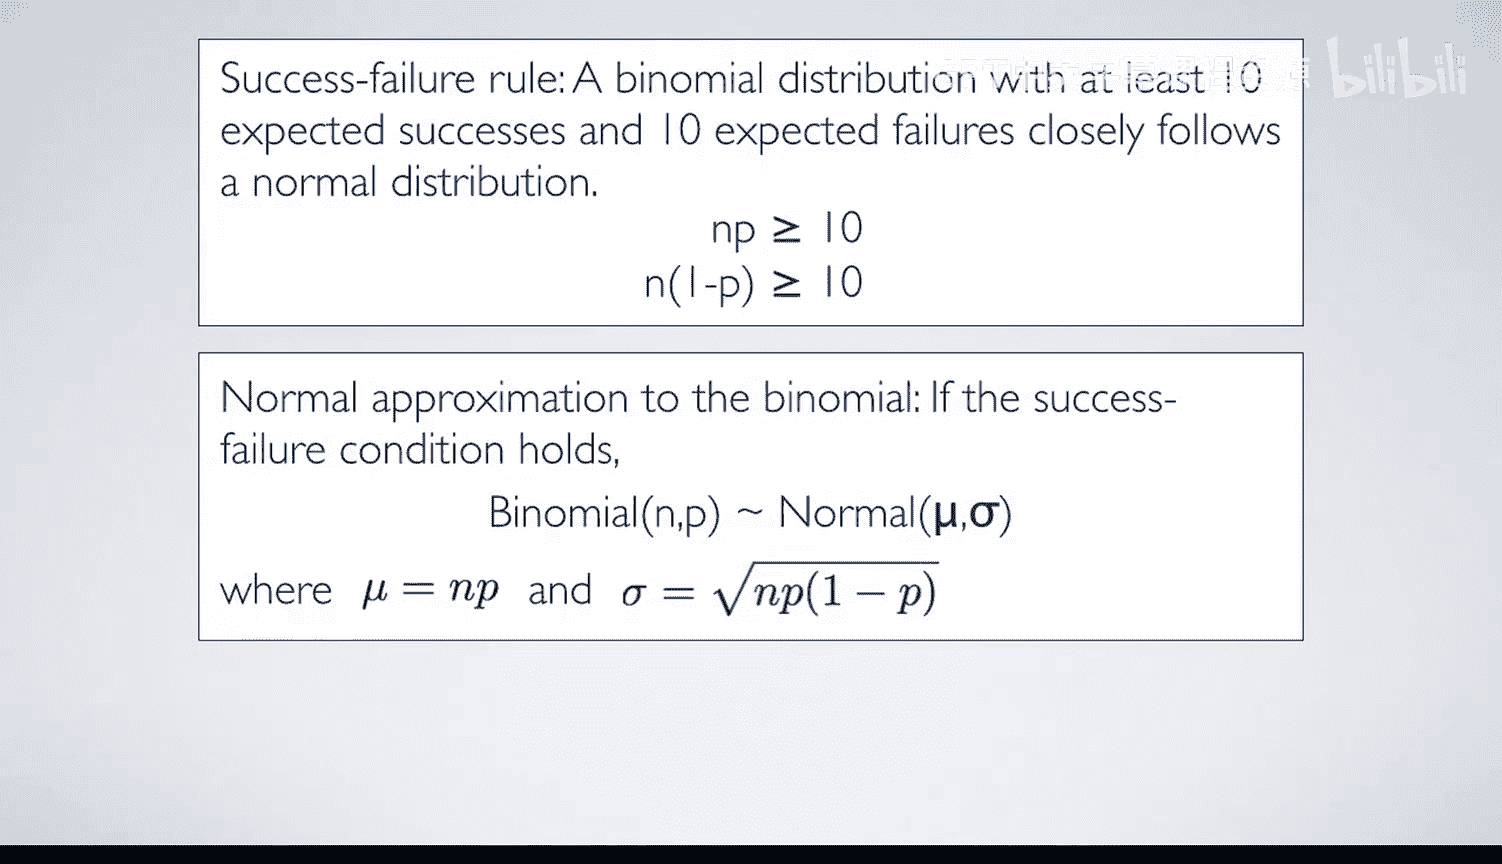 Success-failure rule: A binomial distribution with at least 10
expected successes and 10 expected failures closely follows
a normal distribution.
np ≥ 10
n(1-p) ≥ 10
Normal approximation to the binomial: If the success-
failure condition holds,
Binomial(n,p) ~ Normal(μ,σ)
where μ = np and σ = √np(1 − p)
bilibili